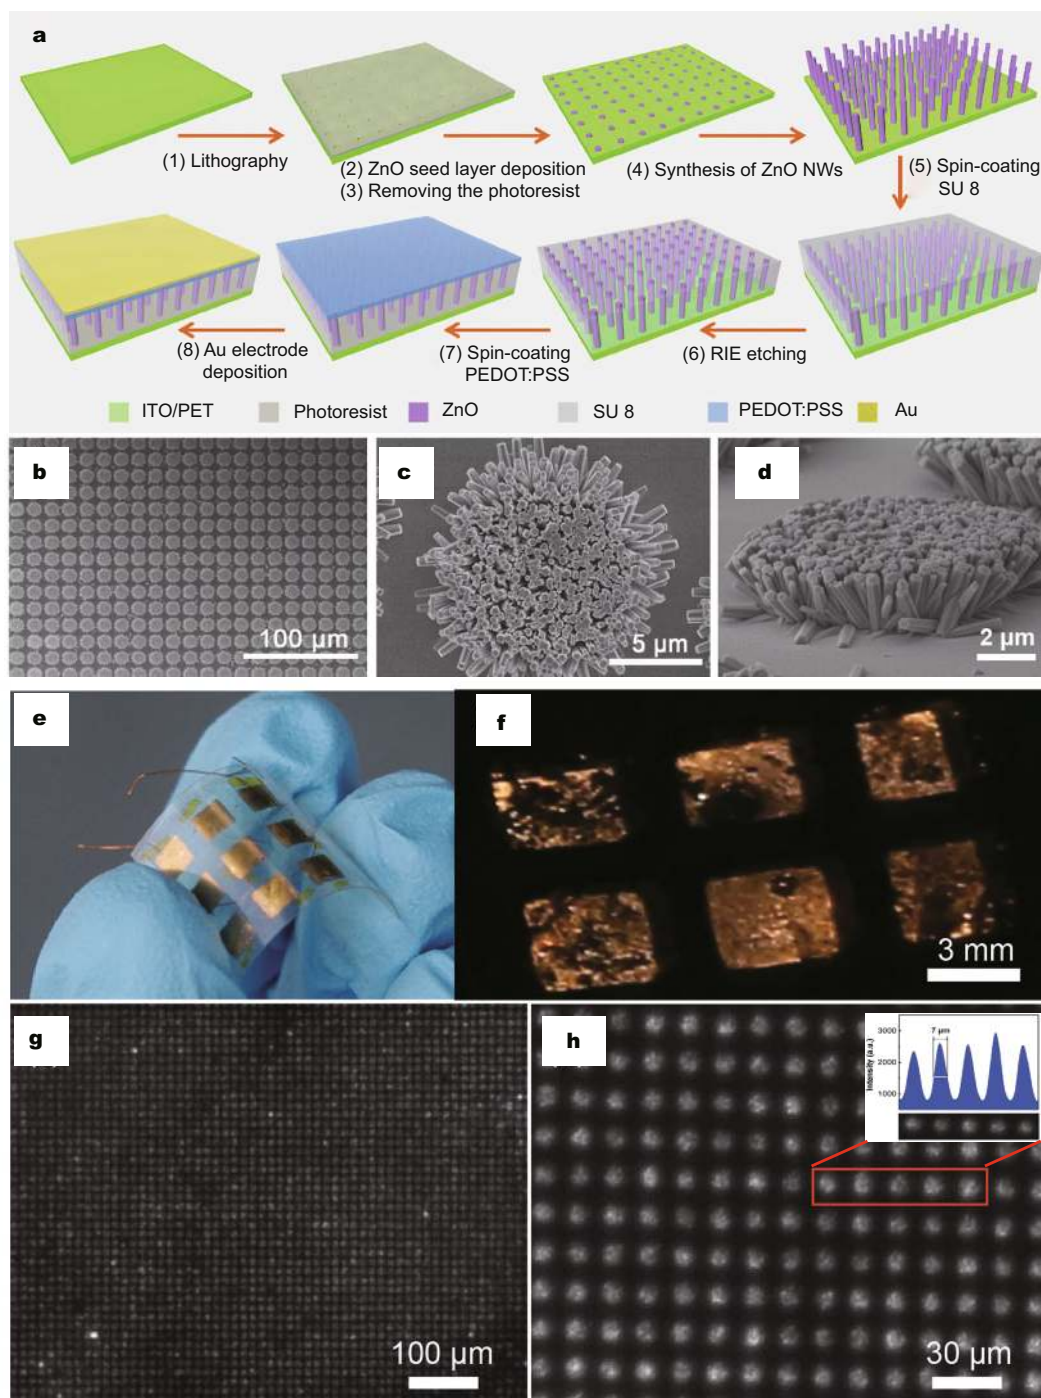 a
(1) Lithography
(2) ZnO seed layer deposition
(3) Removing the photoresist
(4) Synthesis of ZnO NWs
(5) Spin-coating
SU 8
(8) Au electrode
deposition
(7) Spin-coating
PEDOT:PSS
(6) RIE etching
ITO/PET
Photoresist
ZnO
SU 8
PEDOT:PSS
Au
b
100 µm
c
5 µm
d
2 µm
e
f
3 mm
g
100 µm
h
Intensity (a.u.)
3000
2000
1000
7 µm
30 µm